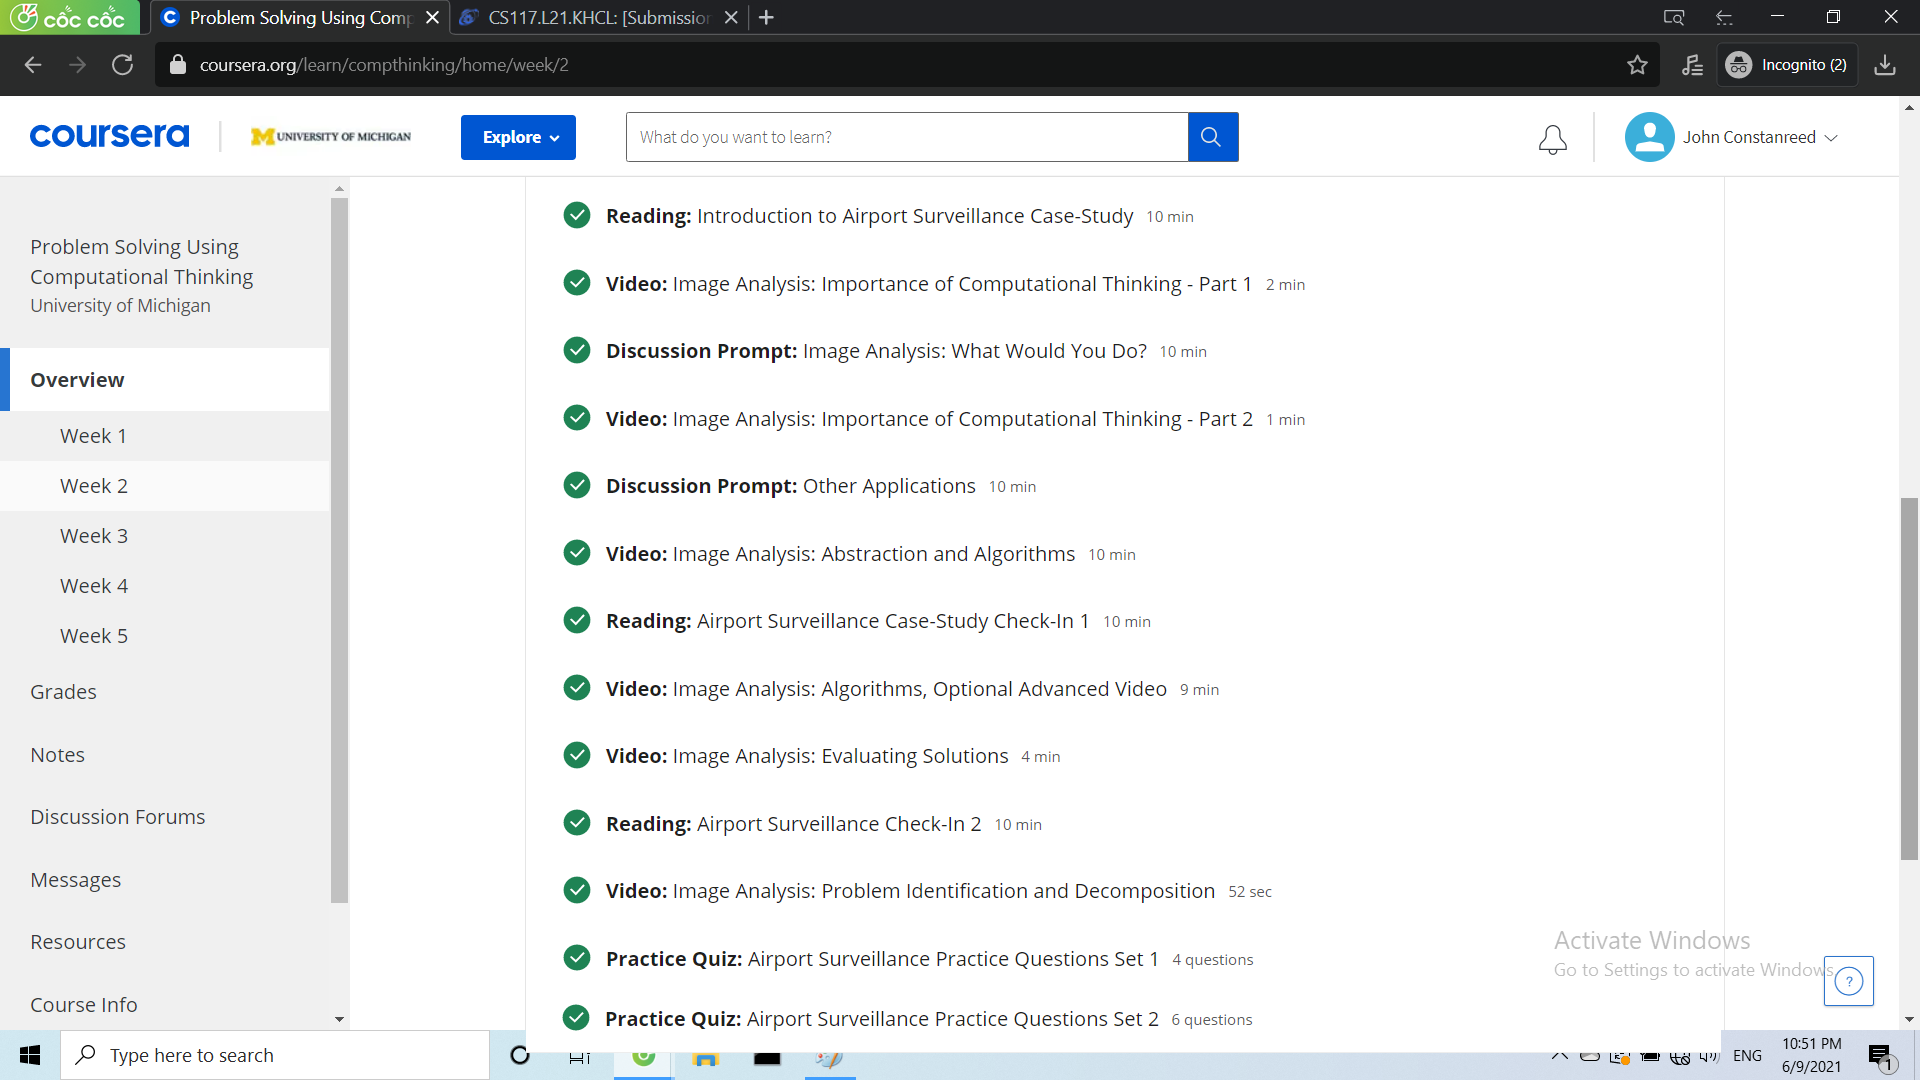 cốc cốc
Problem Solving Using Comp
CS117.L21.KHCL: [Submission
coursera.org/learn/compthinking/home/week/2
Incognito (2)
coursera
M UNIVERSITY OF MICHIGAN
Explore
What do you want to learn?
John Constanreed
Problem Solving Using
Computational Thinking
University of Michigan
Overview
Week 1
Week 2
Week 3
Week 4
Week 5
Grades
Notes
Discussion Forums
Messages
Resources
Course Info
Reading: Introduction to Airport Surveillance Case-Study 10 min
Video: Image Analysis: Importance of Computational Thinking - Part 1 2 min
Discussion Prompt: Image Analysis: What Would You Do? 10 min
Video: Image Analysis: Importance of Computational Thinking - Part 2 1 min
Discussion Prompt: Other Applications 10 min
Video: Image Analysis: Abstraction and Algorithms 10 min
Reading: Airport Surveillance Case-Study Check-In 1 10 min
Video: Image Analysis: Algorithms, Optional Advanced Video 9 min
Video: Image Analysis: Evaluating Solutions 4 min
Reading: Airport Surveillance Check-In 2 10 min
Video: Image Analysis: Problem Identification and Decomposition 52 sec
Practice Quiz: Airport Surveillance Practice Questions Set 1 4 questions
Practice Quiz: Airport Surveillance Practice Questions Set 2 6 questions
Activate Windows
Go to Settings to activate Windows
?
Type here to search
ENG
10:51 PM
6/9/2021
1